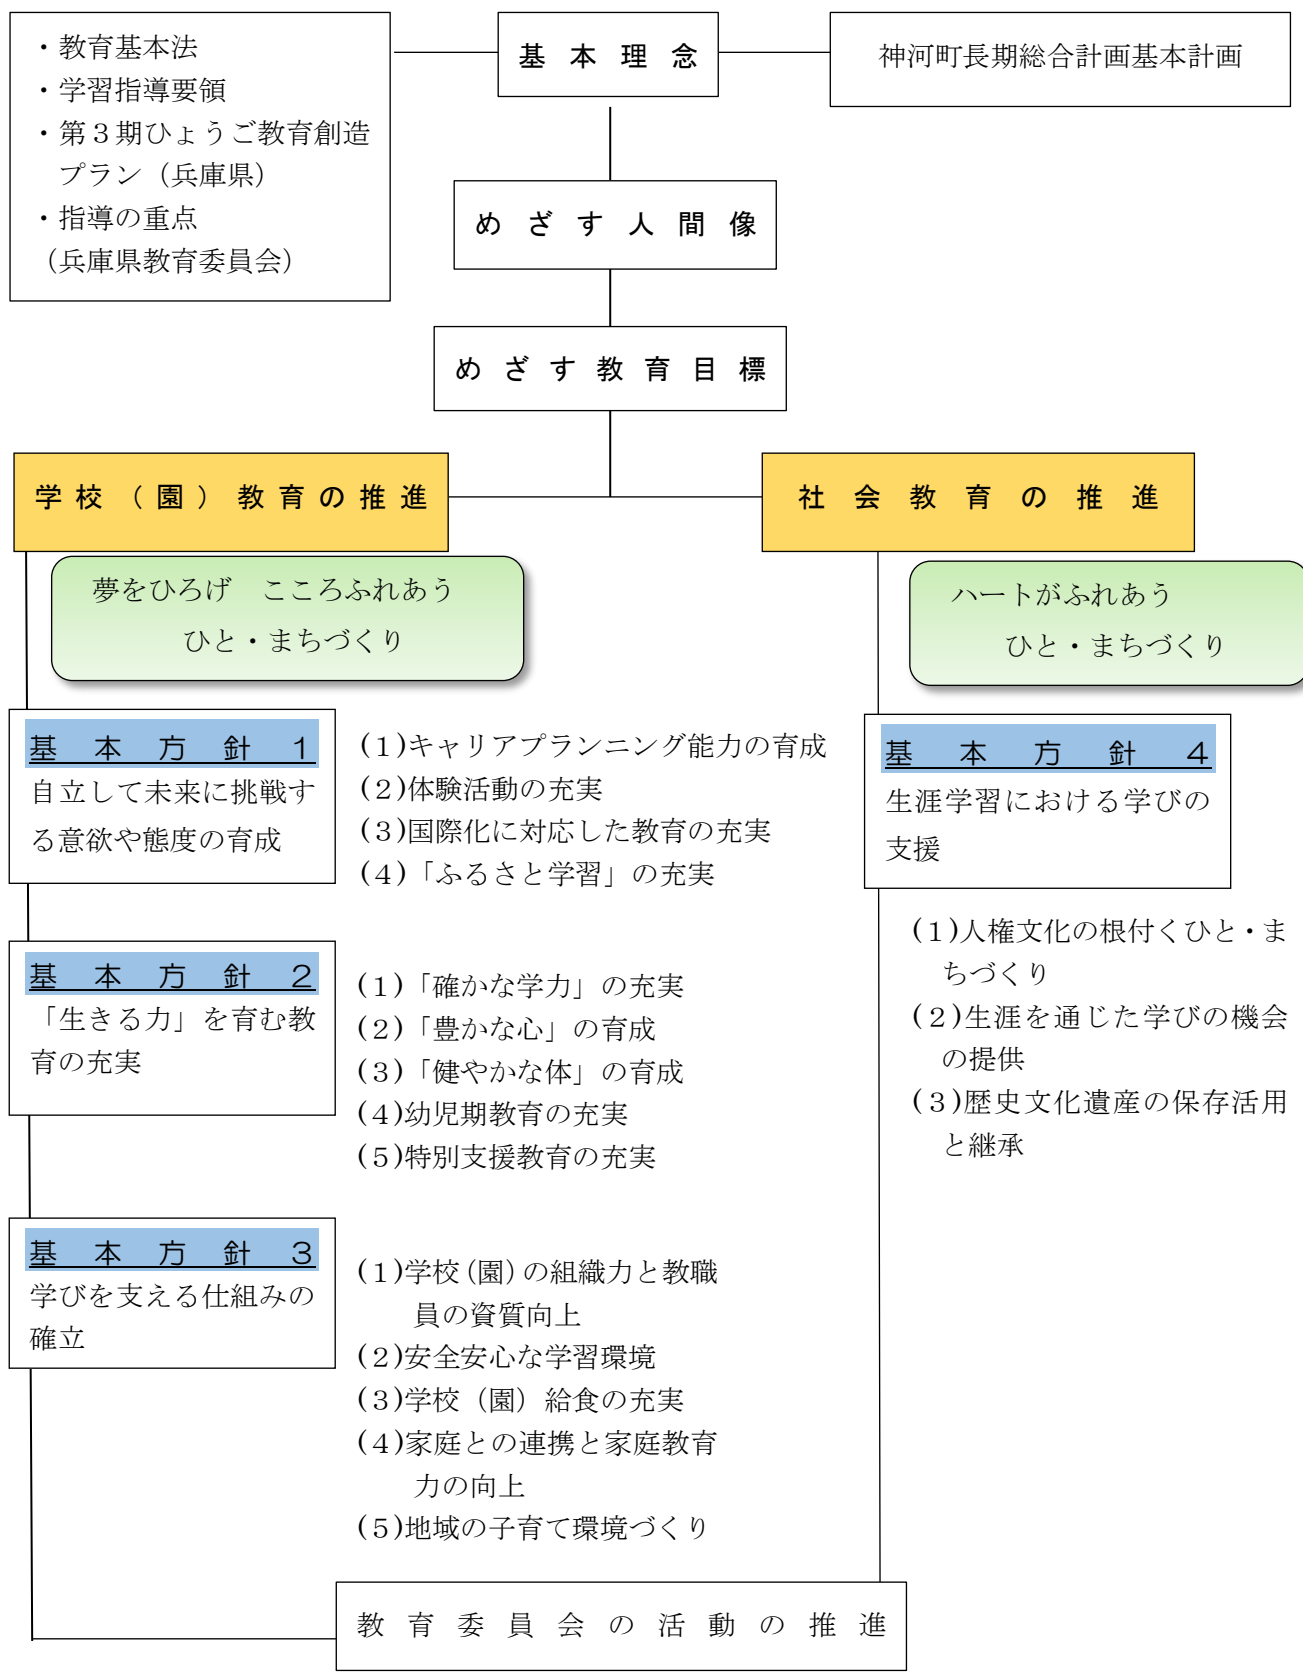 ・教育基本法
・学習指導要領
・第３期ひょうご教育創造
プラン（兵庫県）
・指導の重点
（兵庫県教育委員会）
基本理念
神河町長期総合計画基本計画
めざす人間像
めざす教育目標
学校（園）教育の推進
社会教育の推進
夢をひろげ　こころふれあう
ひと・まちづくり
ハートがふれあう
ひと・まちづくり
基本方針１
自立して未来に挑戦す
る意欲や態度の育成
(１)キャリアプランニング能力の育成
(２)体験活動の充実
(３)国際化に対応した教育の充実
(４)「ふるさと学習」の充実
基本方針４
生涯学習における学びの
支援
(１)人権文化の根付くひと・ま
ちづくり
(２)生涯を通じた学びの機会
の提供
(３)歴史文化遺産の保存活用
と継承
基本方針２
「生きる力」を育む教
育の充実
(１)「確かな学力」の充実
(２)「豊かな心」の育成
(３)「健やかな体」の育成
(４)幼児期教育の充実
(５)特別支援教育の充実
基本方針３
学びを支える仕組みの
確立
(１)学校(園)の組織力と教職
員の資質向上
(２)安全安心な学習環境
(３)学校（園）給食の充実
(４)家庭との連携と家庭教育
力の向上
(５)地域の子育て環境づくり
教育委員会の活動の推進